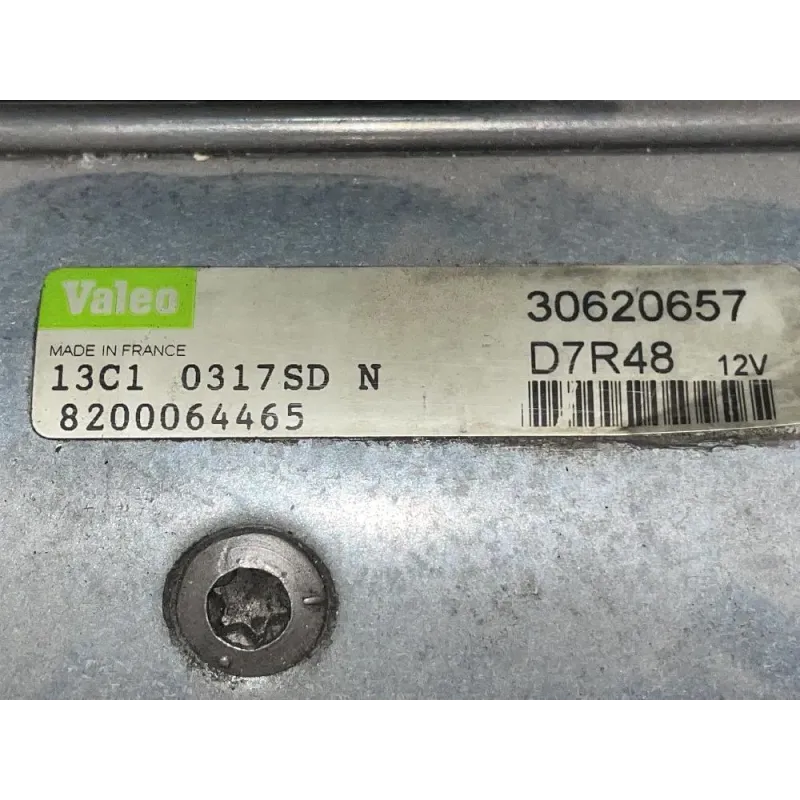 Valeo
MADE IN FRANCE
13C1 0317SD N
8200064465
30620657
D7R48 12V